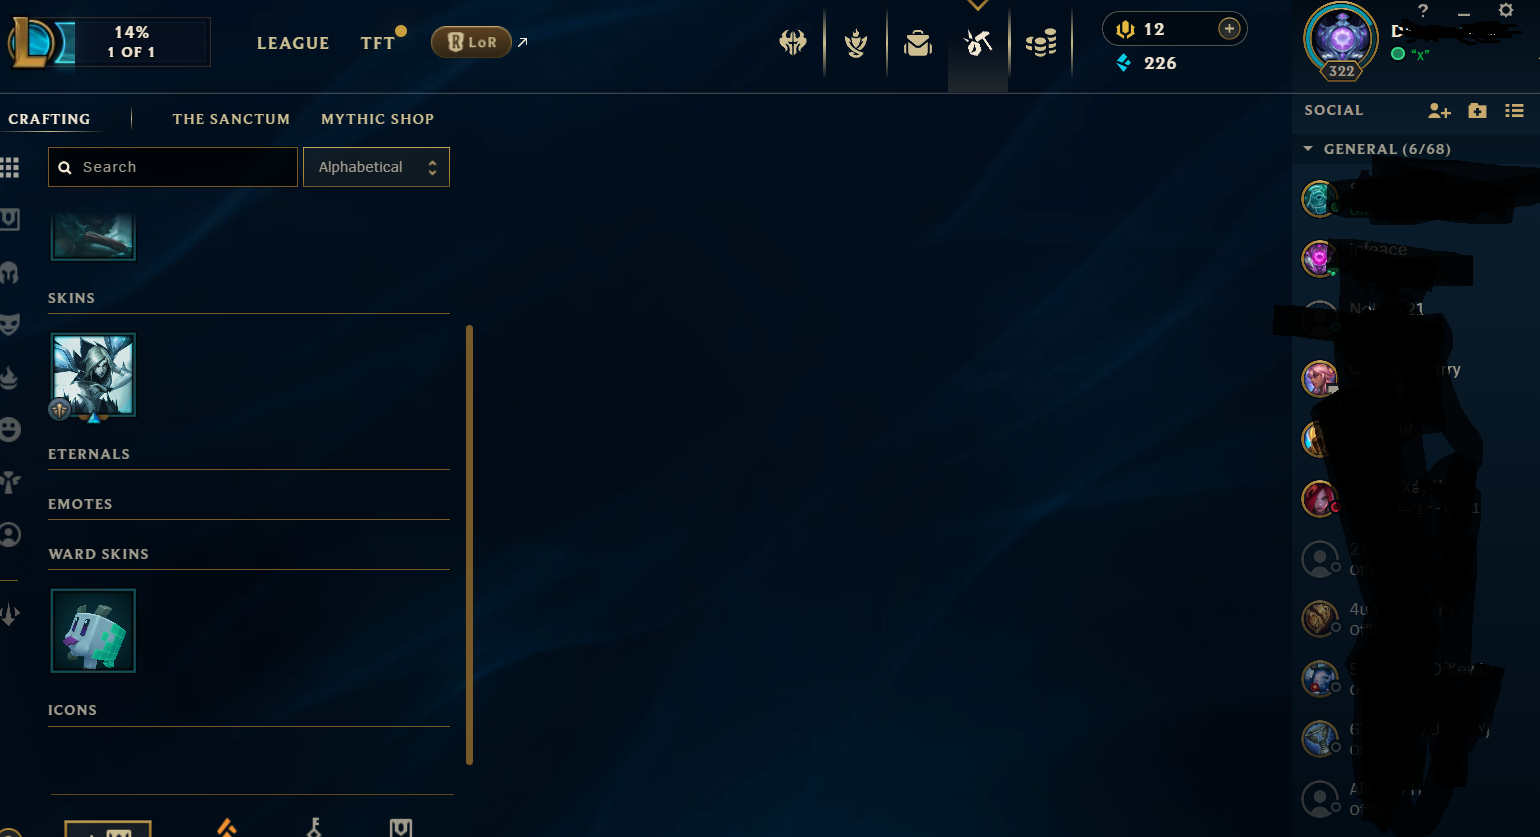 14%
1 OF 1
LEAGUE
TFT
LoR
12
226
?
322
"x"
CRAFTING
THE SANCTUM
MYTHIC SHOP
SOCIAL
Search
Alphabetical
GENERAL (6/68)
SKINS
ETERNALS
EMOTES
WARD SKINS
ICONS